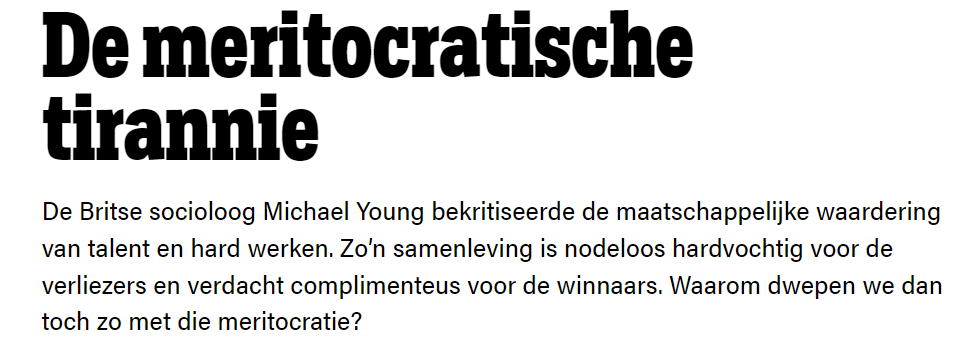 De meritocratische
tirannie
De Britse socioloog Michael Young bekritiseerde de maatschappelijke waardering
van talent en hard werken. Zo’n samenleving is nodeloos hardvochtig voor de
verliezers en verdacht complimenteus voor de winnaars. Waarom dwepen we dan
toch zo met die meritocratie?